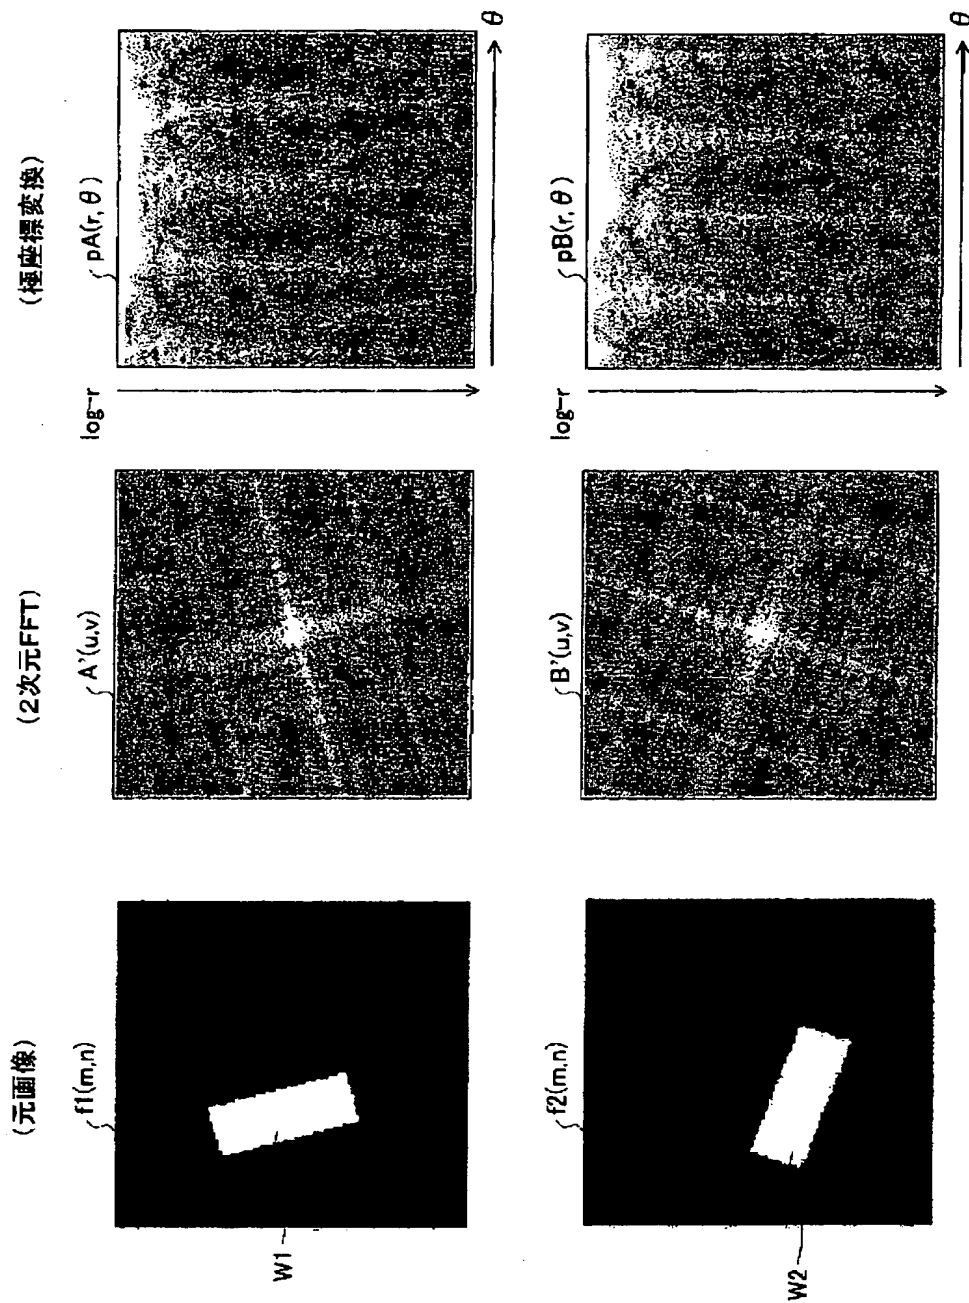 (元画像)
(2次元FFT)
(極座標変換)
f1(m,n)
A'(u,v)
pA(r,θ)
W1
log-r
θ
f2(m,n)
B'(u,v)
pB(r,θ)
W2
log-r
θ